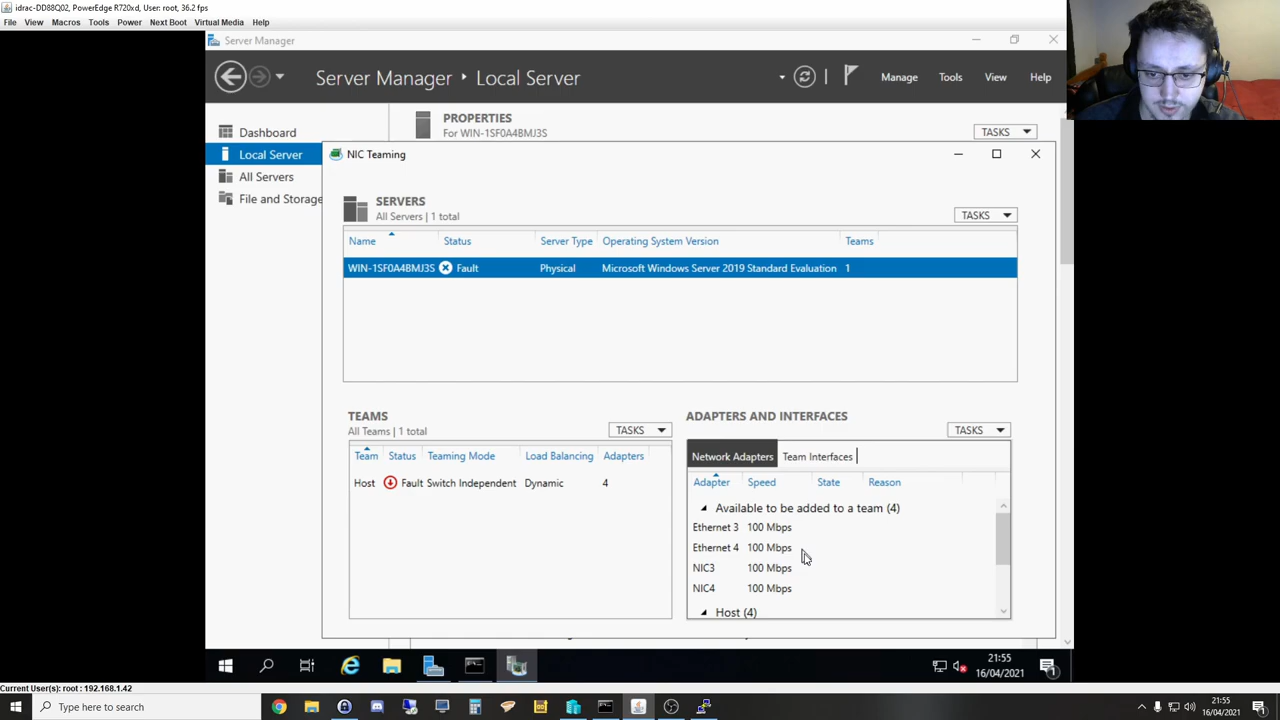 idrac-DD88Q02, PowerEdge R720xd, User: root, 36.2 fps
File View Macros Tools Power Next Boot Virtual Media Help
Server Manager
Server Manager Local Server
Manage Tools View Help
Dashboard
Local Server
All Servers
File and Storage
PROPERTIES
For WIN-1SF0A4BMJ3S
TASKS
NIC Teaming
SERVERS
All Servers | 1 total
TASKS
Name Status Server Type Operating System Version Teams
WIN-1SF0A4BMJ3S Fault Physical Microsoft Windows Server 2019 Standard Evaluation 1
TEAMS
All Teams | 1 total
TASKS
Team Status Teaming Mode Load Balancing Adapters
Host Fault Switch Independent Dynamic 4
ADAPTERS AND INTERFACES
TASKS
Network Adapters Team Interfaces
Adapter Speed State Reason
Available to be added to a team (4)
Ethernet 3 100 Mbps
Ethernet 4 100 Mbps
NIC3 100 Mbps
NIC4 100 Mbps
Host (4)
21:55
16/04/2021
1
Current User(s): root : 192.168.1.42
Type here to search
21:55
16/04/2021
1